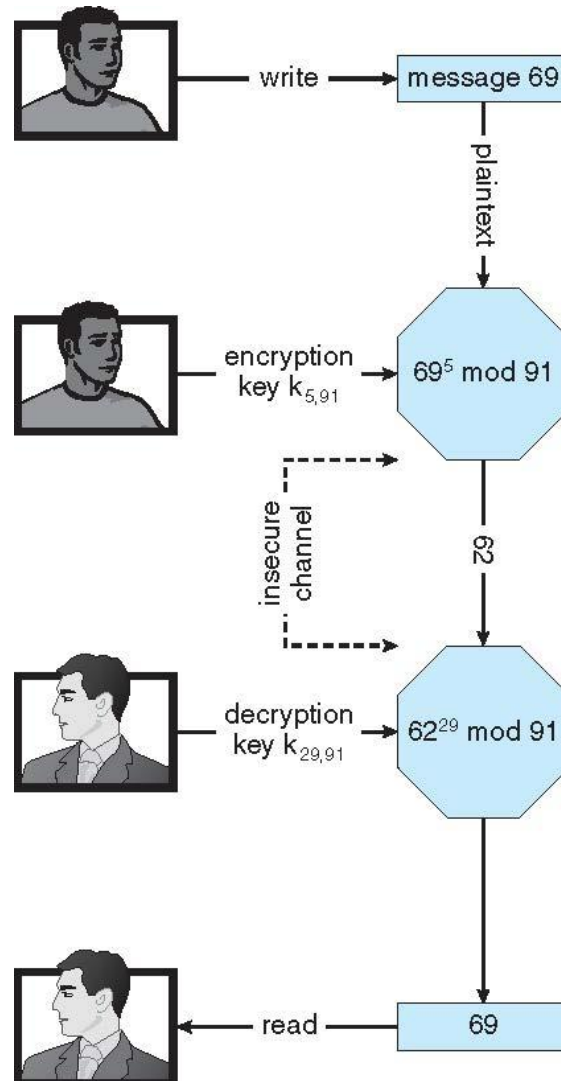 write
message 69
plaintext
encryption
key k₅,₉₁
69⁵ mod 91
insecure
channel
62
decryption
key k₂₉,₉₁
62²⁹ mod 91
read
69